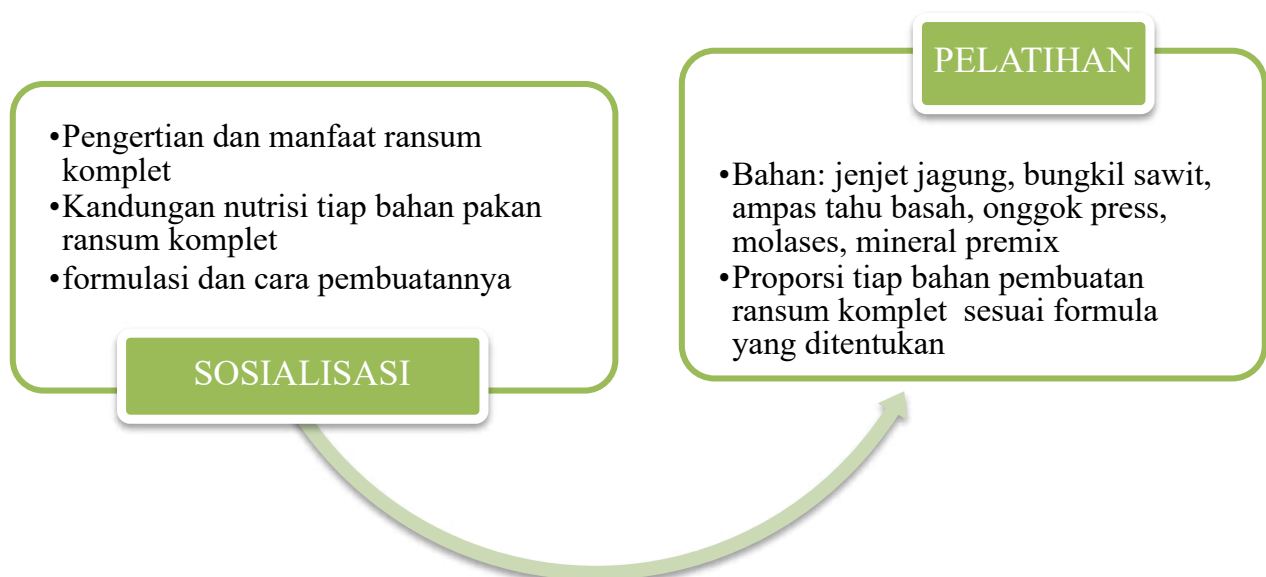 •Pengertian dan manfaat ransum
komplet
•Kandungan nutrisi tiap bahan pakan
ransum komplet
•formulasi dan cara pembuatannya
SOSIALISASI
PELATIHAN
•Bahan: jenjet jagung, bungkil sawit,
ampas tahu basah, onggok press,
molases, mineral premix
•Proporsi tiap bahan pembuatan
ransum komplet sesuai formula
yang ditentukan